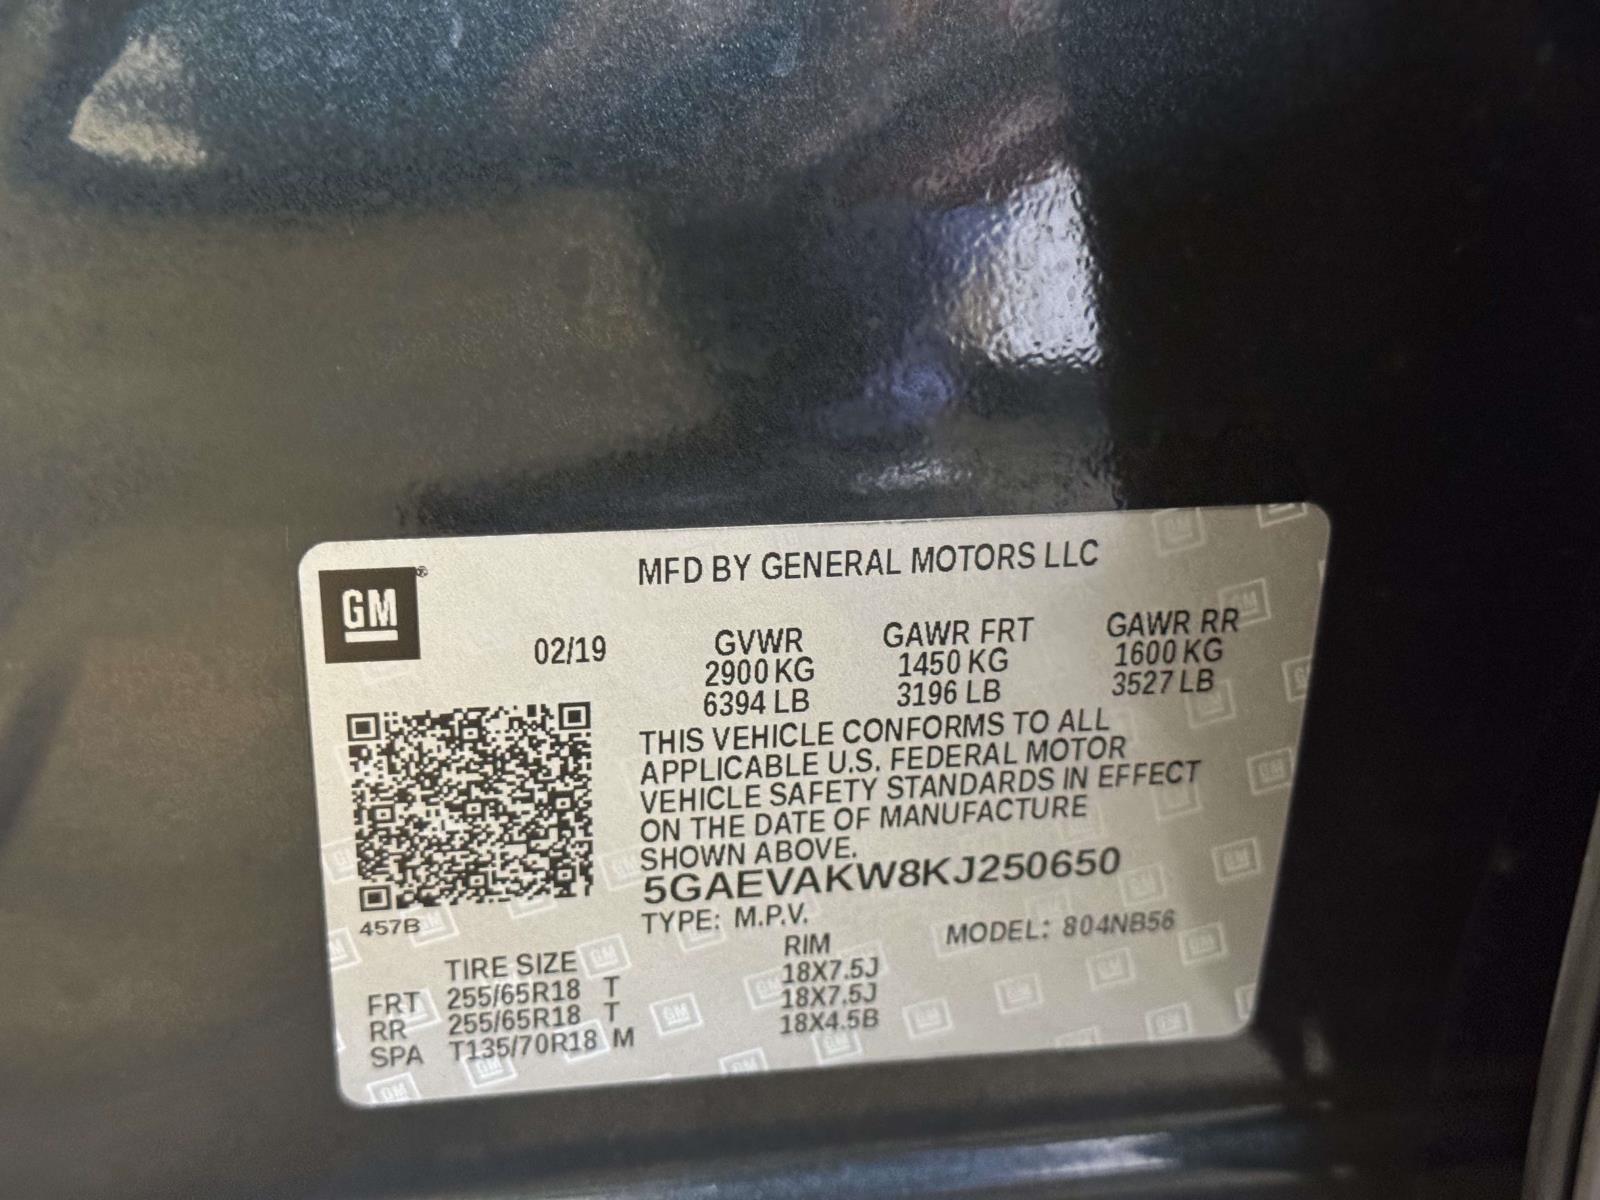 MFD BY GENERAL MOTORS LLC
GM®
02/19
GVWR GAWR FRT GAWR RR
2900 KG 1450 KG 1600 KG
6394 LB 3196 LB 3527 LB
THIS VEHICLE CONFORMS TO ALL
APPLICABLE U.S. FEDERAL MOTOR
VEHICLE SAFETY STANDARDS IN EFFECT
ON THE DATE OF MANUFACTURE
SHOWN ABOVE.
5GAEVAKW8KJ250650
457B
TYPE: M.P.V. MODEL: 804NB56
TIRE SIZE RIM
FRT 255/65R18 T 18X7.5J
RR 255/65R18 T 18X7.5J
SPA T135/70R18 M 18X4.5B